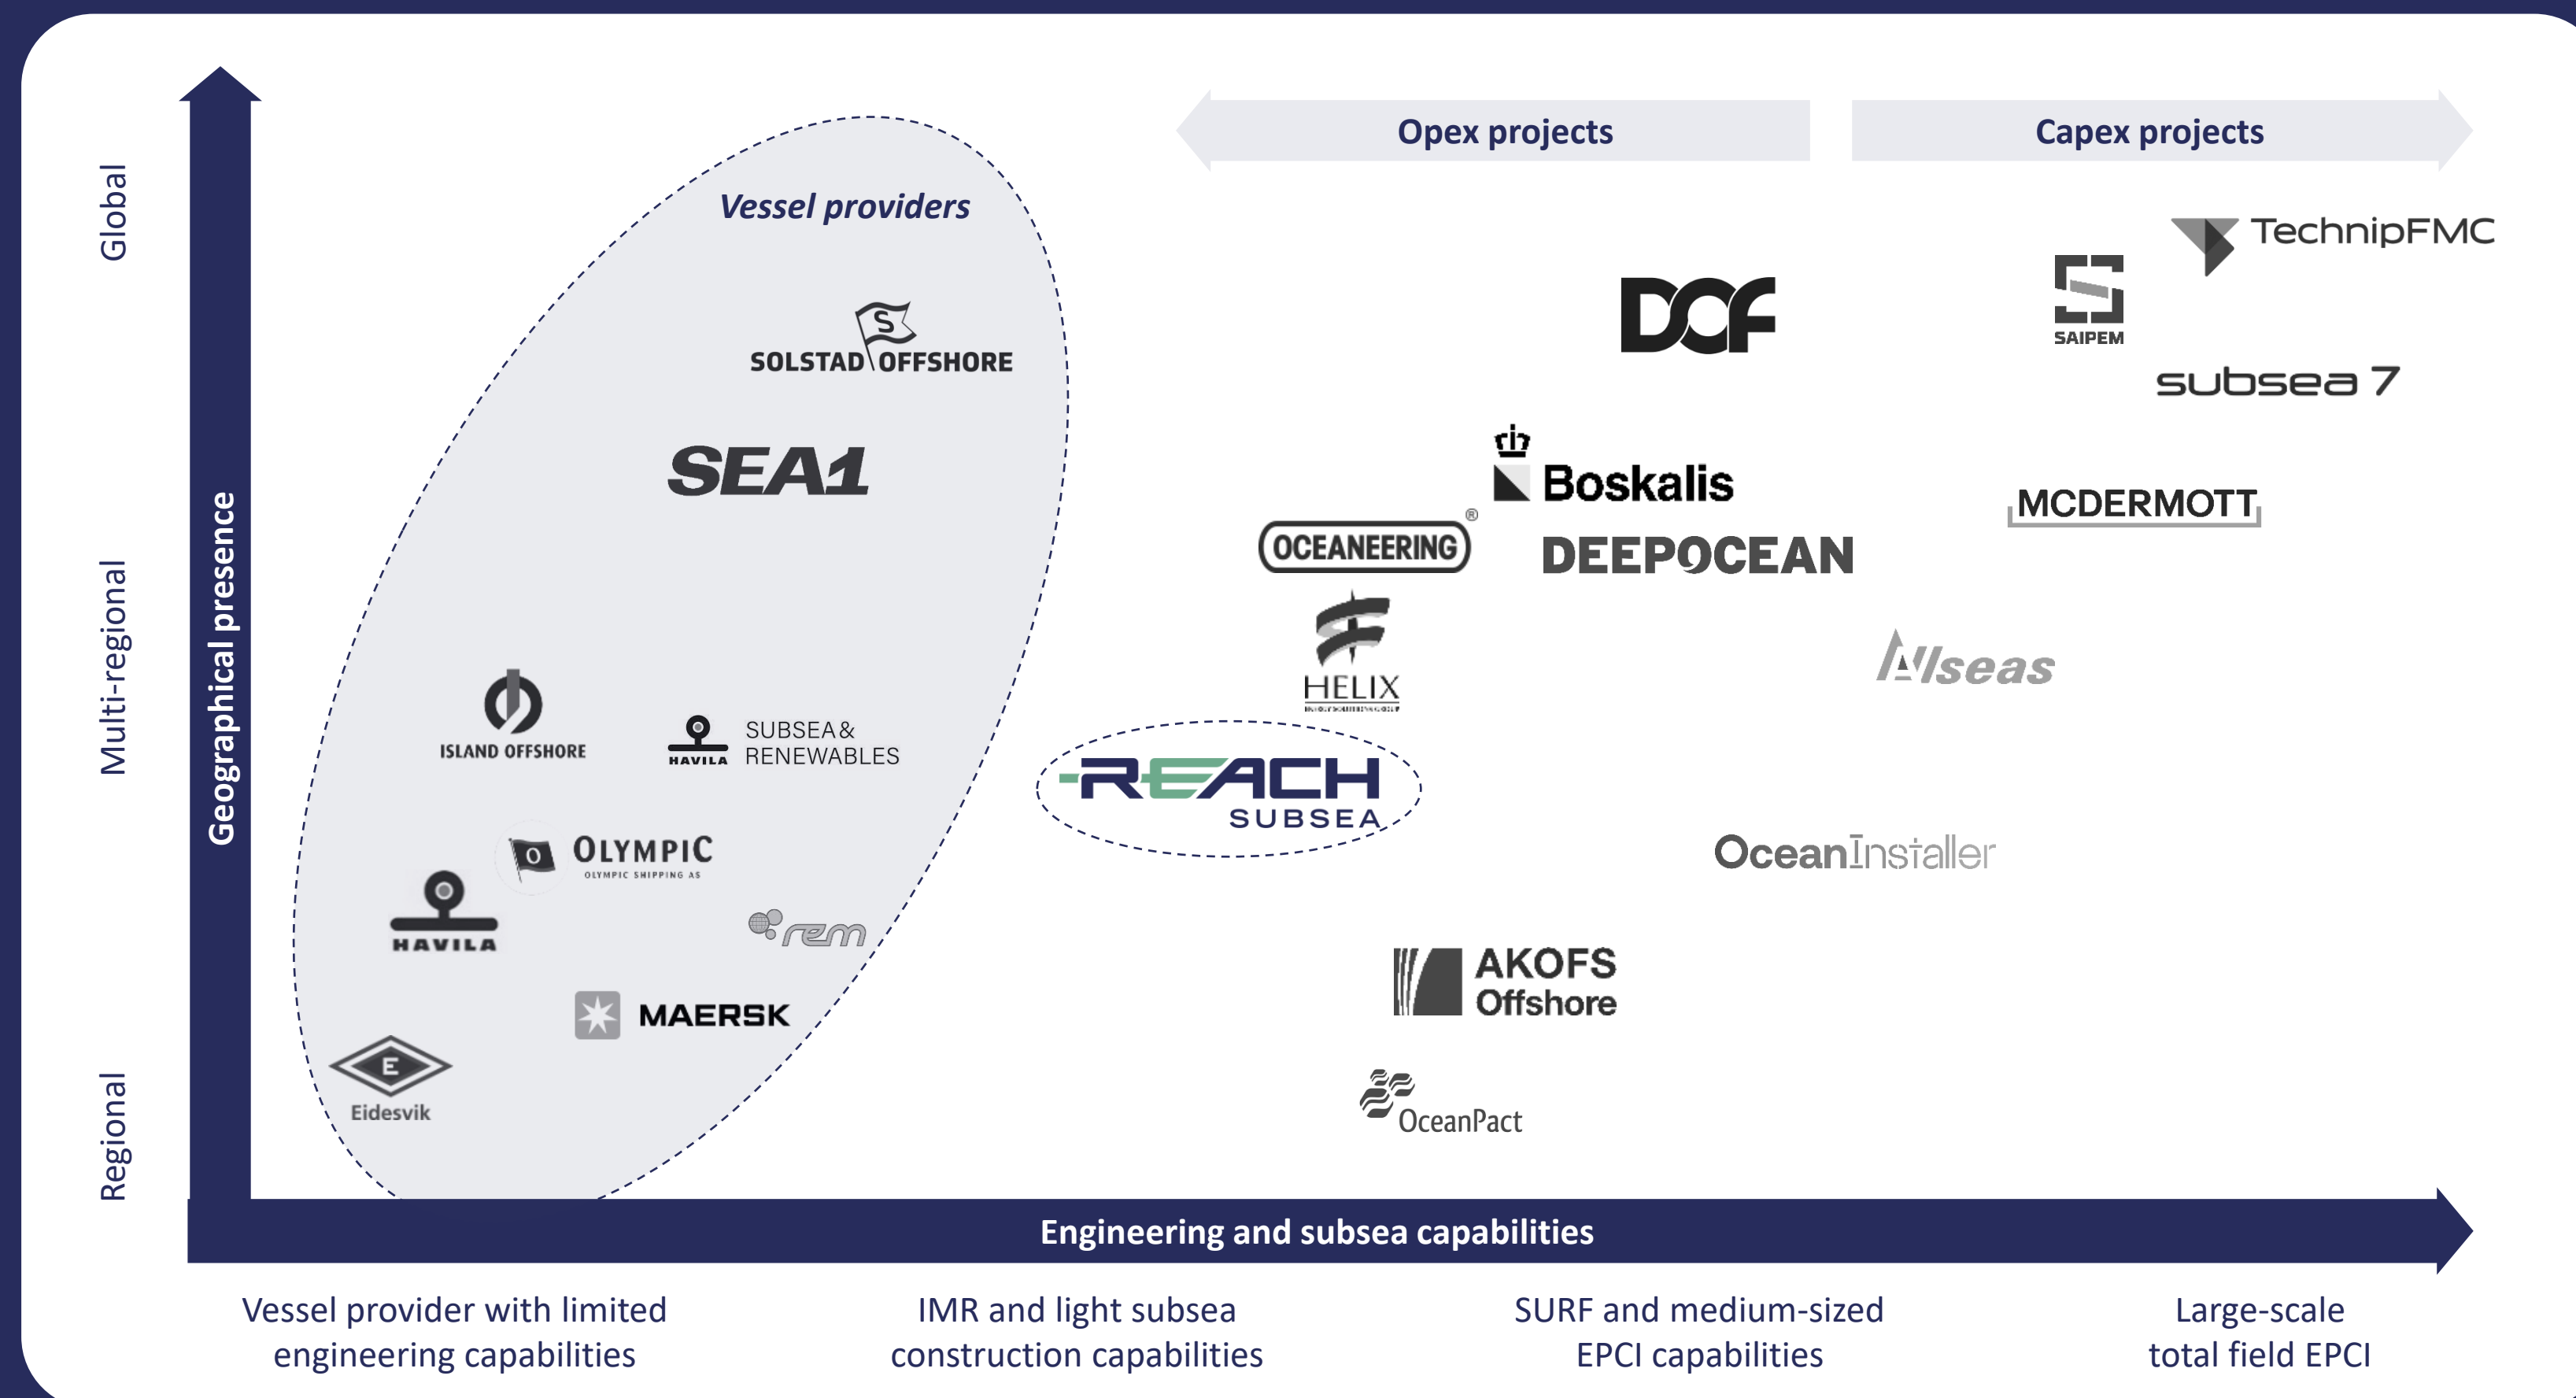 Opex projects
Capex projects
Global
Multi-regional
Regional
Geographical presence
Vessel providers
TechnipFMC
SAIPEM
DOF
S
SOLSTAD OFFSHORE
subsea 7
SEA1
Boskalis
MCDERMOTT
OCEANEERING
®
DEEPOCEAN
HELIX
Allseas
ISLAND OFFSHORE
HAVILA
SUBSEA &
RENEWABLES
REACH
SUBSEA
O
OLYMPIC
OLYMPIC SHIPPING AS
OceanInstaller
HAVILA
rem
AKOFS
Offshore
MAERSK
E
Eidesvik
OceanPact
Engineering and subsea capabilities
Vessel provider with limited
engineering capabilities
IMR and light subsea
construction capabilities
SURF and medium-sized
EPCI capabilities
Large-scale
total field EPCI